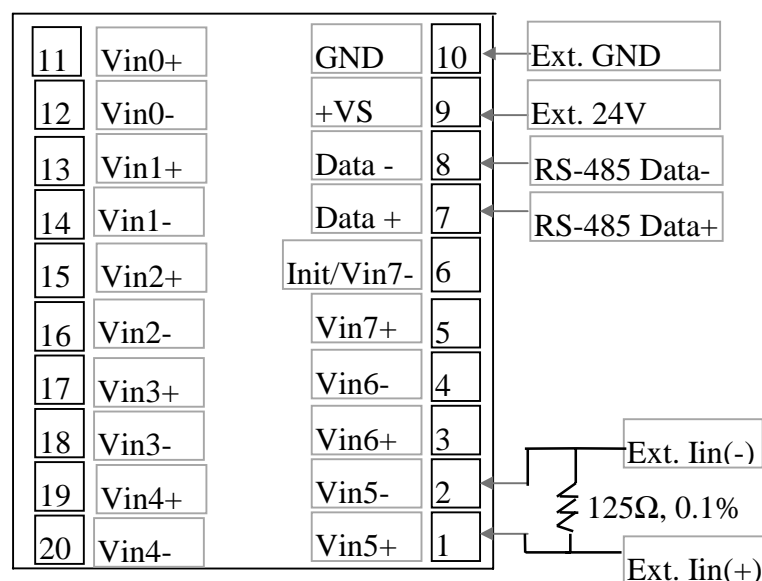 11 Vin0+ GND 10 Ext. GND
12 Vin0- +VS 9 Ext. 24V
13 Vin1+ Data - 8 RS-485 Data-
14 Vin1- Data + 7 RS-485 Data+
15 Vin2+ Init/Vin7- 6
16 Vin2- Vin7+ 5
17 Vin3+ Vin6- 4
18 Vin3- Vin6+ 3 Ext. Iin(-)
19 Vin4+ Vin5- 2 125Ω, 0.1%
20 Vin4- Vin5+ 1 Ext. Iin(+)